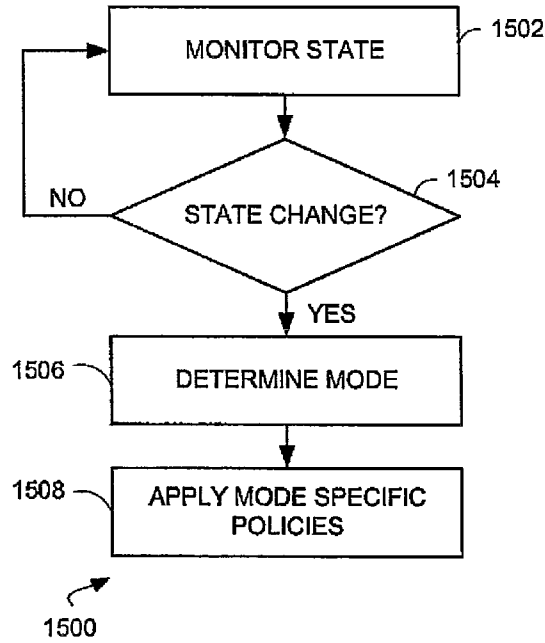 MONITOR STATE
1502
STATE CHANGE?
1504
NO
YES
1506
DETERMINE MODE
1508
APPLY MODE SPECIFIC
POLICIES
1500